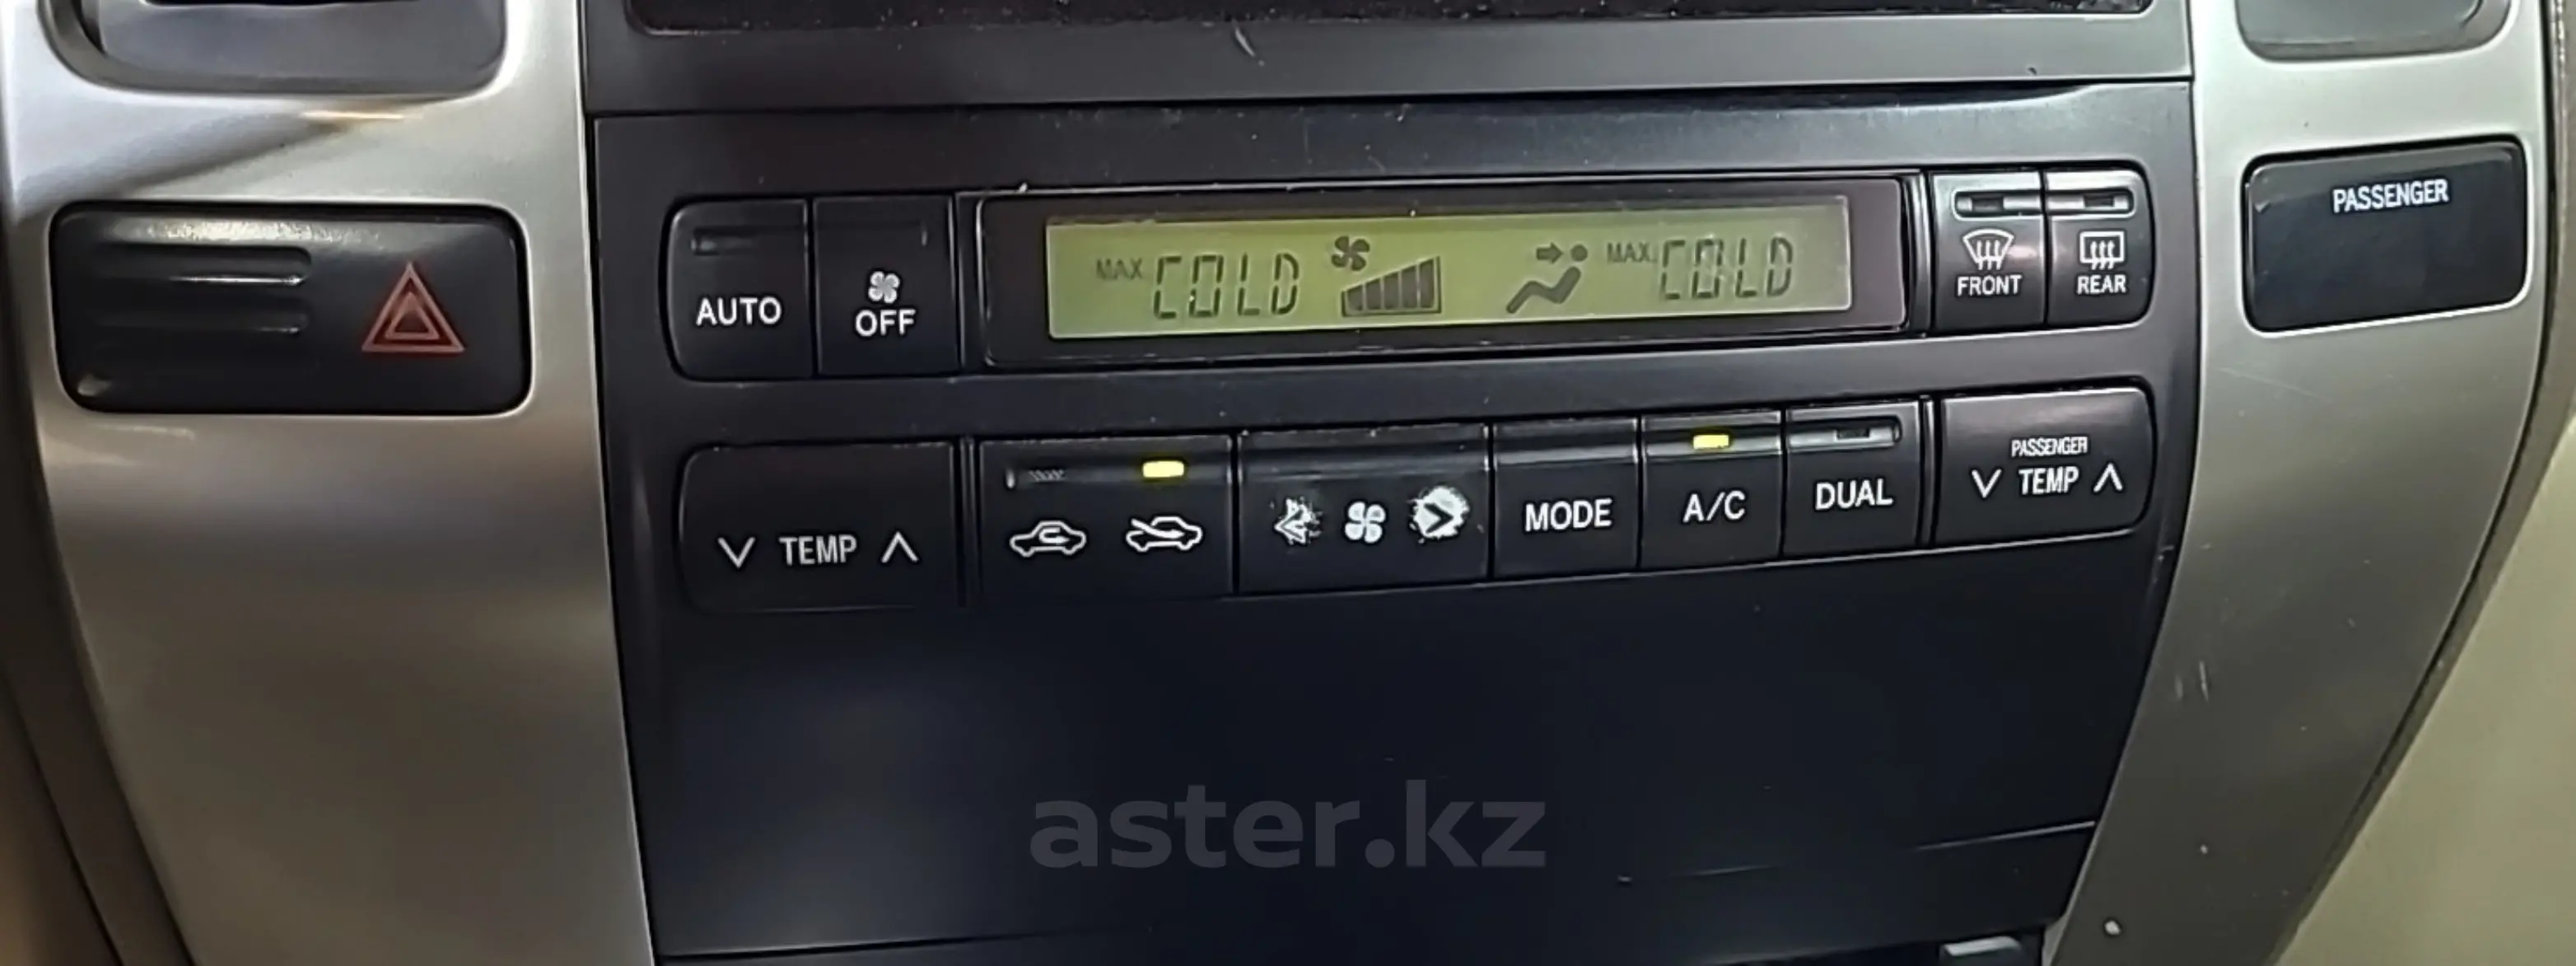 PASSENGER
MAX COLD MAX COLD
AUTO
OFF
FRONT
REAR
TEMP
MODE
A/C
DUAL
PASSENGER
TEMP
aster.kz